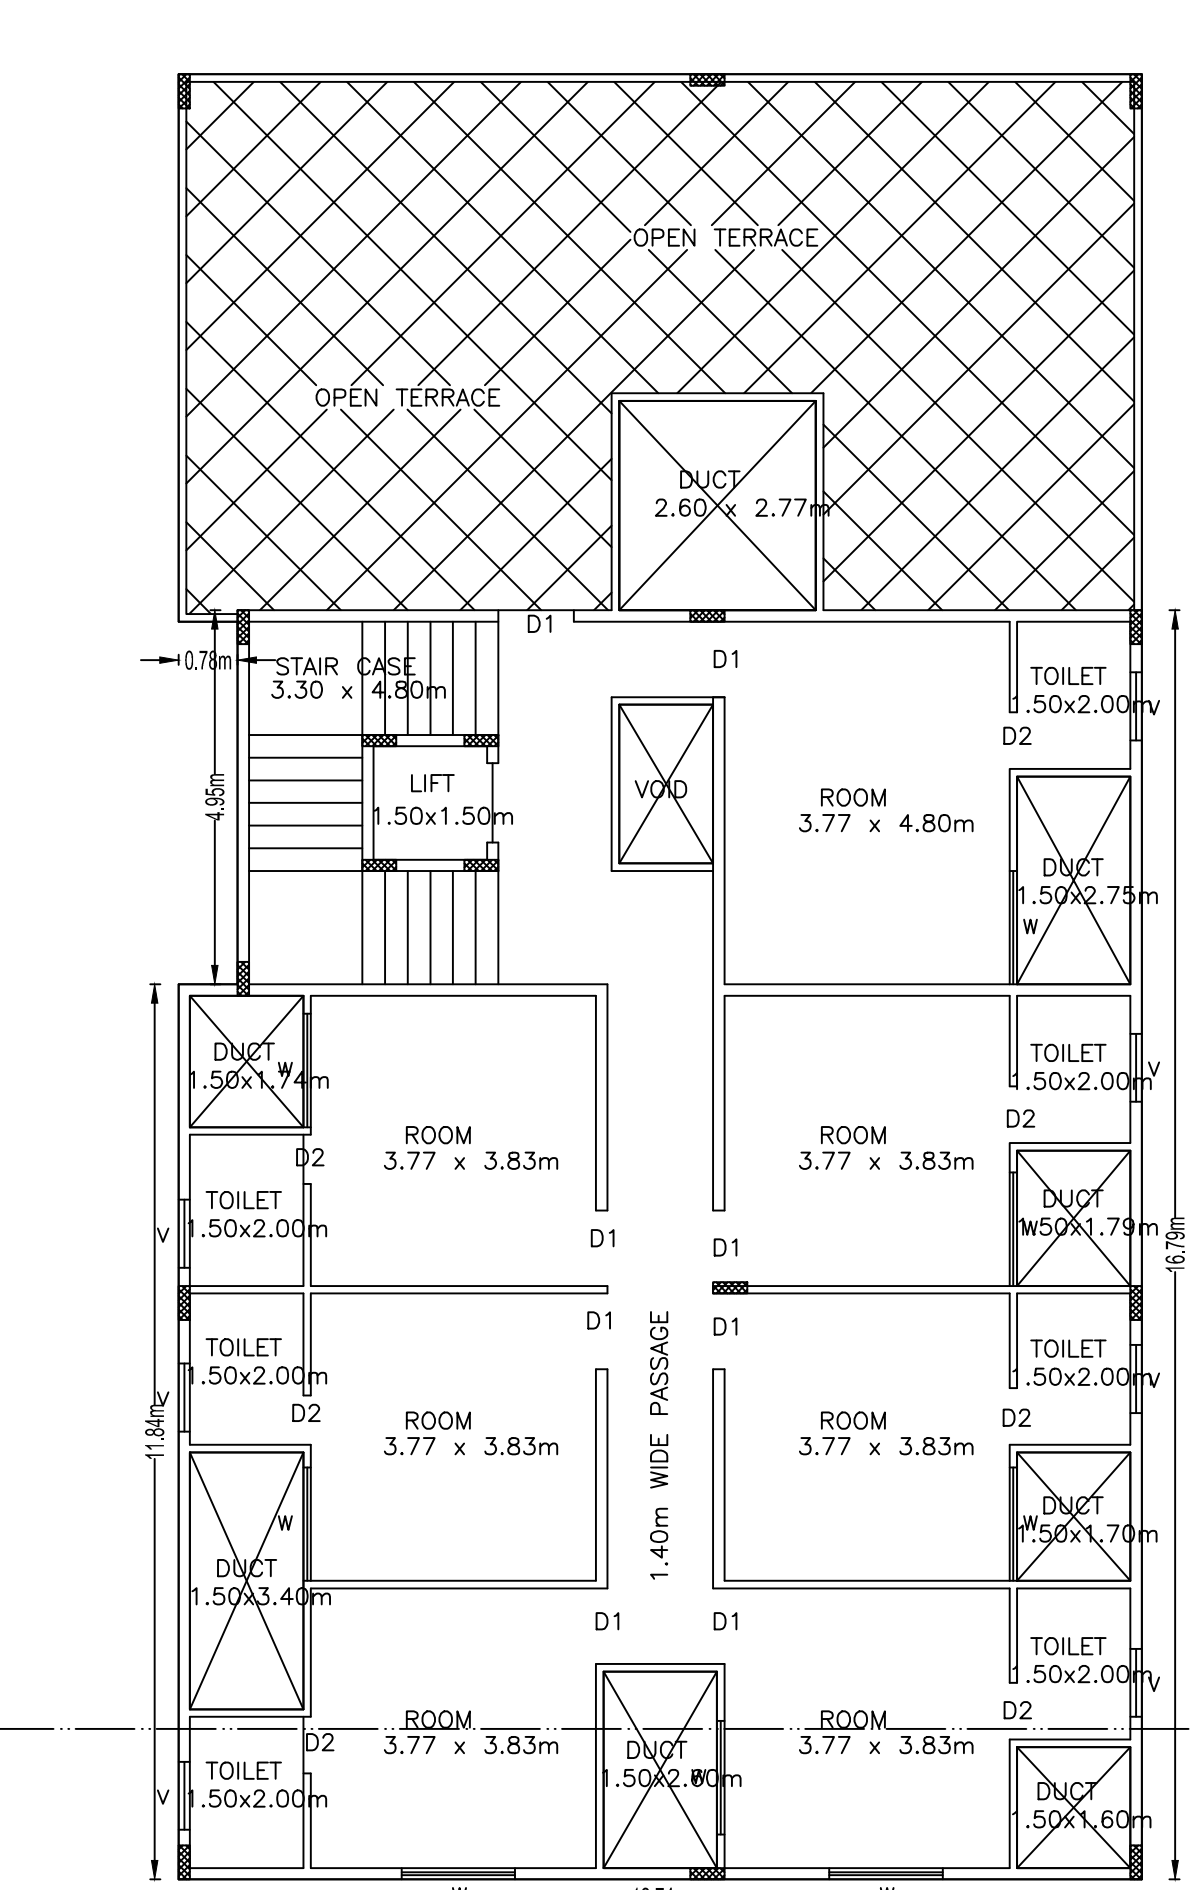 OPEN TERRACE
OPEN TERRACE
DUCT
2.60 x 2.77m
D1
D1
0.78m
STAIR CASE
3.30 x 4.80m
TOILET
1.50x2.00m
V
D2
4.95m
LIFT
1.50x1.50m
VOID
ROOM
3.77 x 4.80m
DUCT
1.50x2.75m
W
DUCT
1.50x1.74m
W
TOILET
1.50x2.00m
V
D2
ROOM
3.77 x 3.83m
ROOM
3.77 x 3.83m
D2
TOILET
1.50x2.00m
V
DUCT
1.50x1.79m
W
D1
D1
16.79m
D1
D1
TOILET
1.50x2.00m
V
D2
1.40m WIDE PASSAGE
TOILET
1.50x2.00m
V
D2
11.84m
ROOM
3.77 x 3.83m
ROOM
3.77 x 3.83m
W
DUCT
1.50x3.40m
DUCT
1.50x1.70m
W
D1
D1
TOILET
1.50x2.00m
V
D2
ROOM
3.77 x 3.83m
ROOM
3.77 x 3.83m
D2
TOILET
1.50x2.00m
V
DUCT
1.50x2.60m
W
DUCT
1.50x1.60m